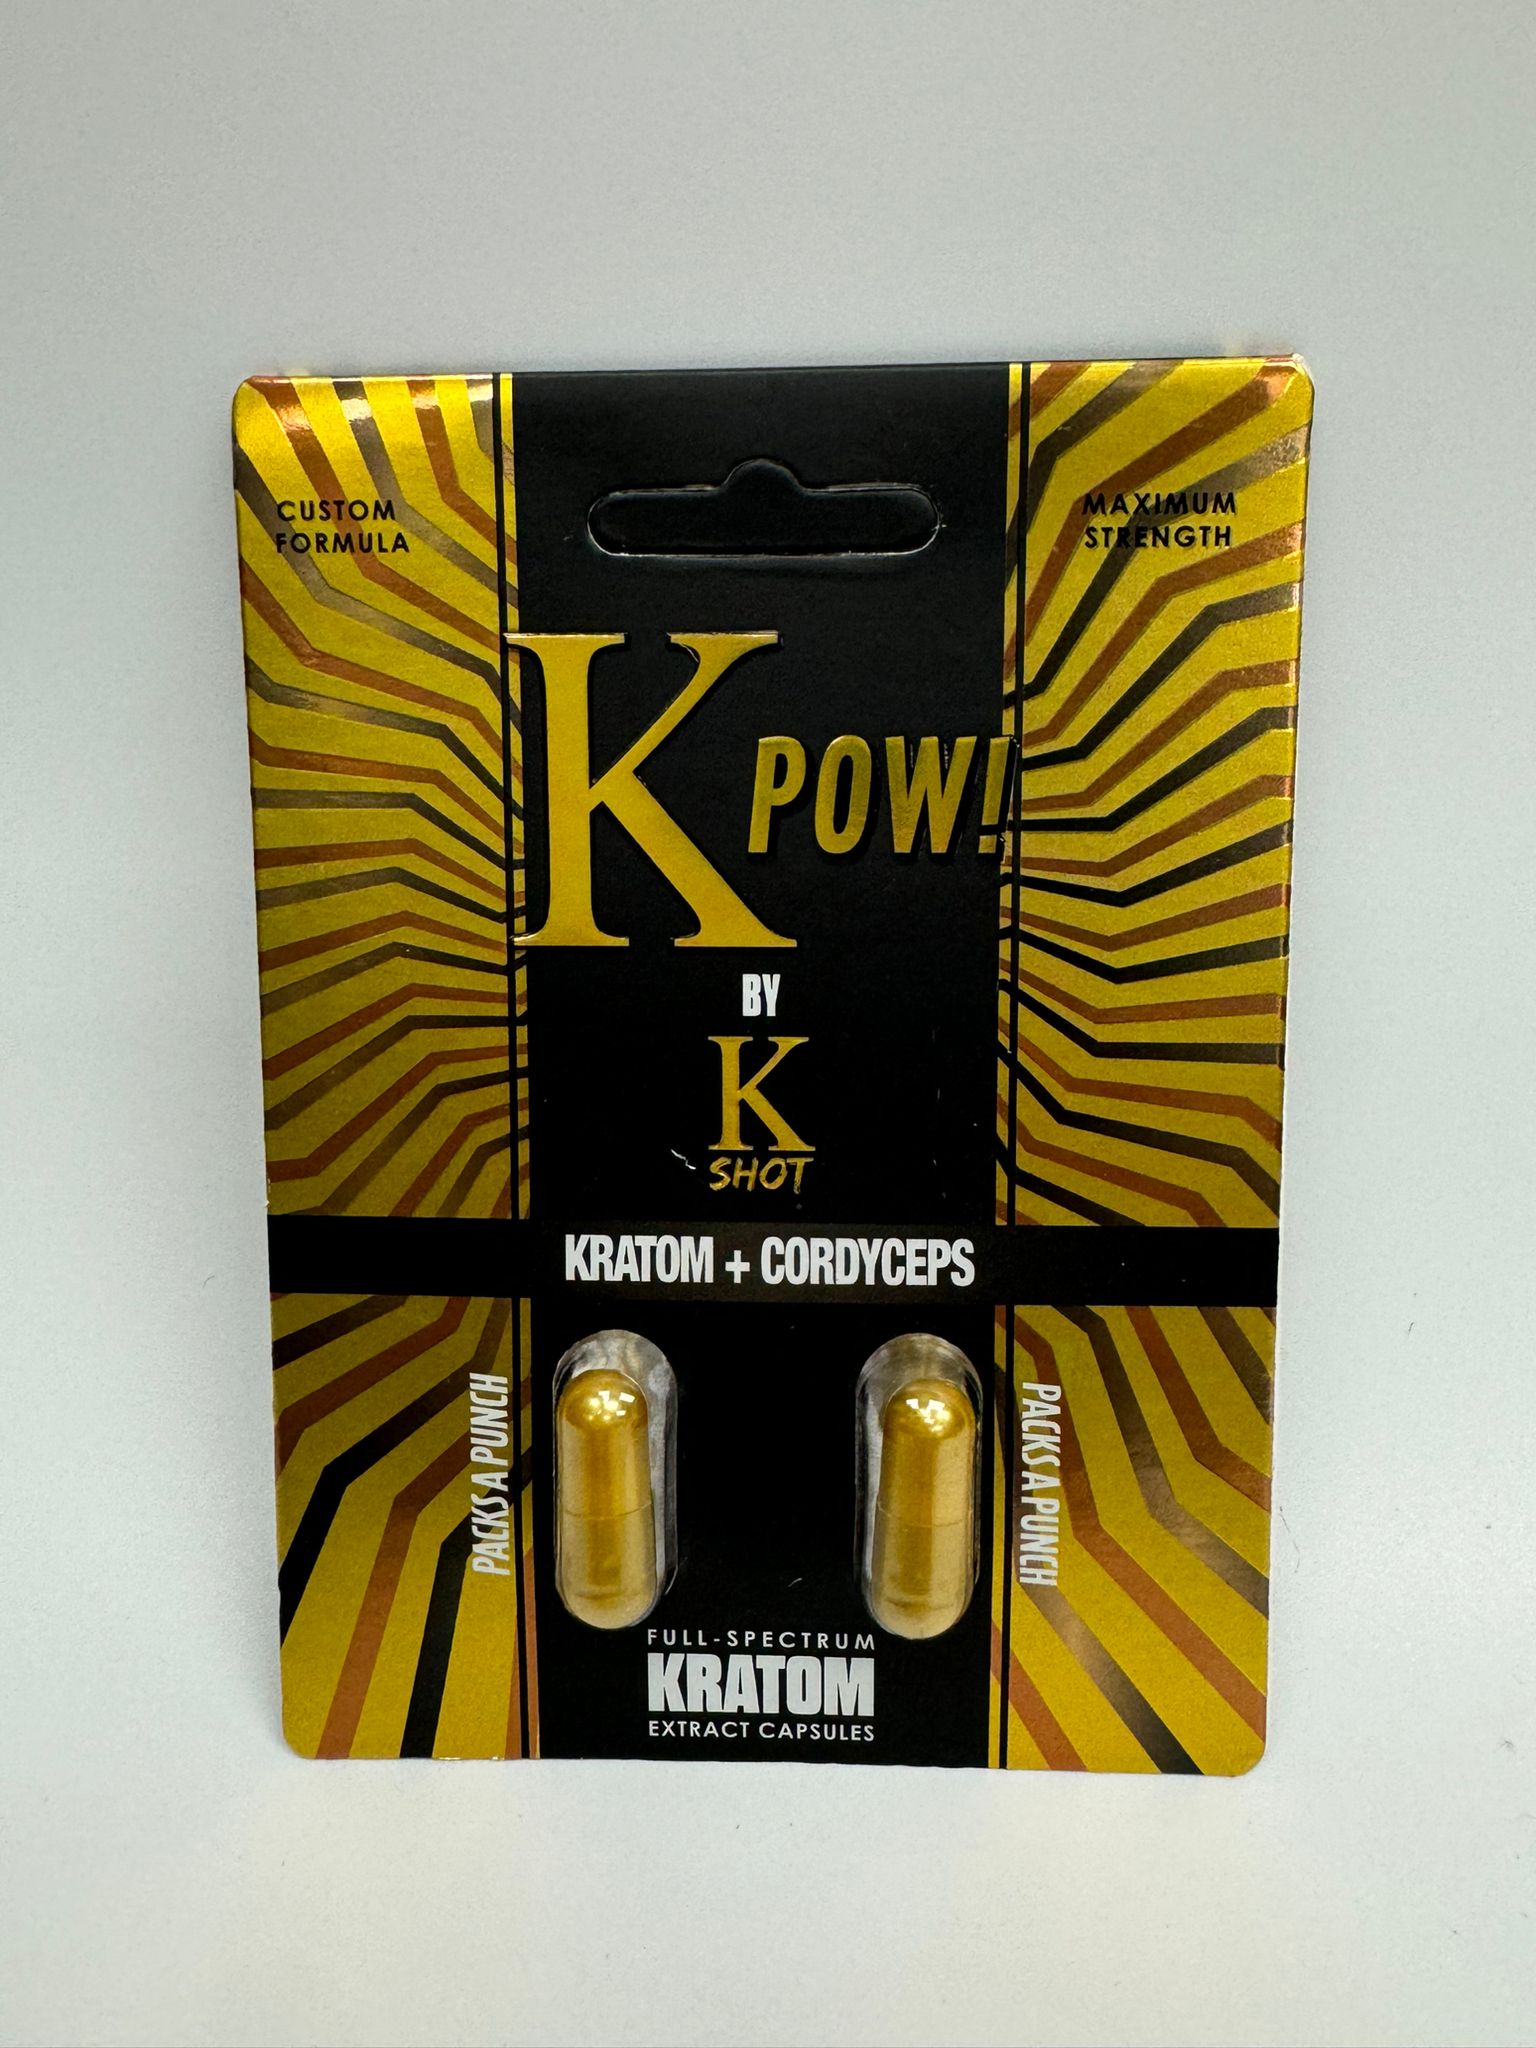 CUSTOM
FORMULA
MAXIMUM
STRENGTH
K POW!
BY
K
SHOT
KRATOM + CORDYCEPS
PACKS A PUNCH
PACKS A PUNCH
FULL-SPECTRUM
KRATOM
EXTRACT CAPSULES